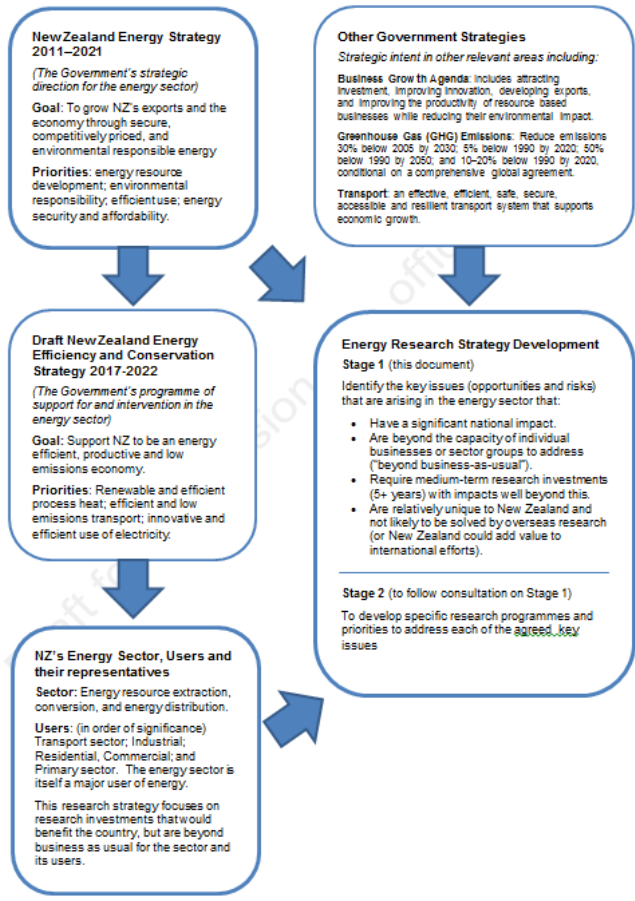 New Zealand Energy Strategy
2011–2021
(The Government's strategic
direction for the energy sector)
Goal: To grow NZ's exports and the
economy through secure,
competitively priced, and
environmental responsible energy
Priorities: energy resource
development; environmental
responsibility; efficient use; energy
security and affordability.
Other Government Strategies
Strategic intent in other relevant areas including:
Business Growth Agenda: includes attracting
investment, improving innovation, developing exports,
and improving the productivity of resource based
businesses while reducing their environmental impact.
Greenhouse Gas (GHG) Emissions: Reduce emissions
30% below 2005 by 2030; 5% below 1990 by 2020; 50%
below 1990 by 2050; and 10–20% below 1990 by 2020,
conditional on a comprehensive global agreement.
Transport: an effective, efficient, safe, secure,
accessible and resilient transport system that supports
economic growth.
Draft New Zealand Energy
Efficiency and Conservation
Strategy 2017-2022
(The Government's programme of
support for and intervention in the
energy sector)
Goal: Support NZ to be an energy
efficient, productive and low
emissions economy.
Priorities: Renewable and efficient
process heat; efficient and low
emissions transport; innovative and
efficient use of electricity.
Energy Research Strategy Development
Stage 1 (this document)
Identify the key issues (opportunities and risks)
that are arising in the energy sector that:
• Have a significant national impact.
• Are beyond the capacity of individual
businesses or sector groups to address
("beyond business-as-usual").
• Require medium-term research investments
(5+ years) with impacts well beyond this.
• Are relatively unique to New Zealand and
not likely to be solved by overseas research
(or New Zealand could add value to
international efforts).
Stage 2 (to follow consultation on Stage 1)
To develop specific research programmes and
priorities to address each of the agreed key
issues
NZ's Energy Sector, Users and
their representatives
Sector: Energy resource extraction,
conversion, and energy distribution.
Users: (in order of significance)
Transport sector; Industrial;
Residential, Commercial; and
Primary sector. The energy sector is
itself a major user of energy.
This research strategy focuses on
research investments that would
benefit the country, but are beyond
business as usual for the sector and
its users.